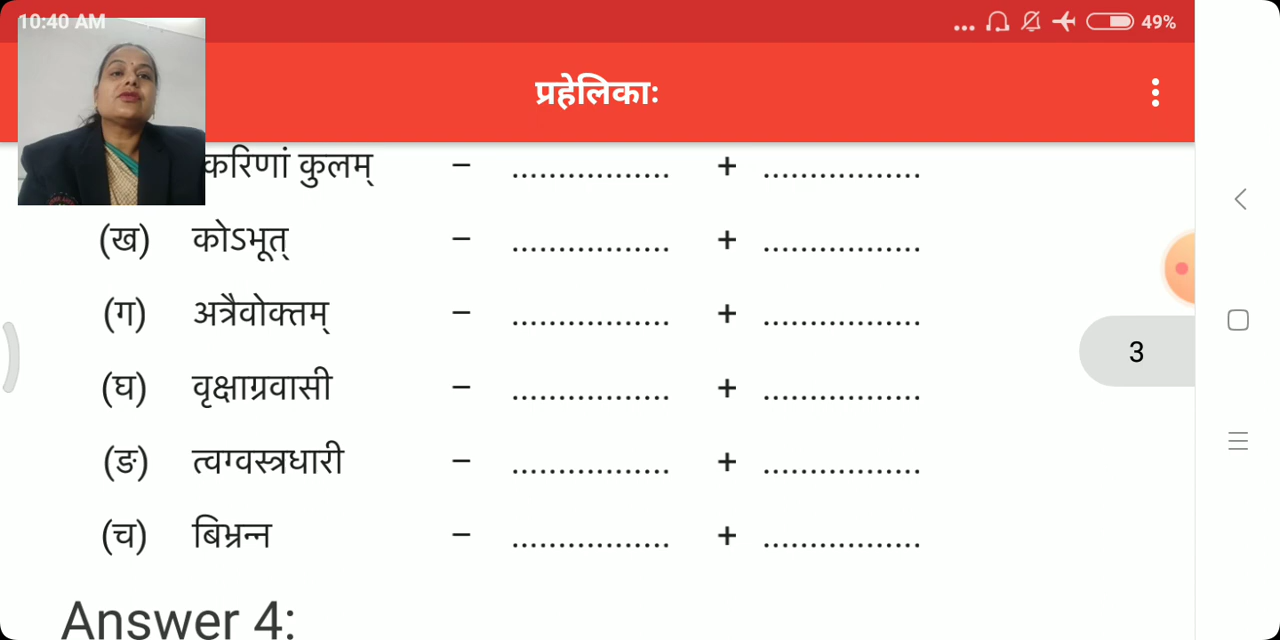 10:40 AM ... 49%
प्रहेलिकाः
करिणां कुलम् – ................. + .................
(ख) कोऽभूत् – ................. + .................
(ग) अत्रैवोक्तम् – ................. + .................
3
(घ) वृक्षाग्रवासी – ................. + .................
(ङ) त्वग्वस्त्रधारी – ................. + .................
(च) बिभ्रन्न – ................. + .................
Answer 4: